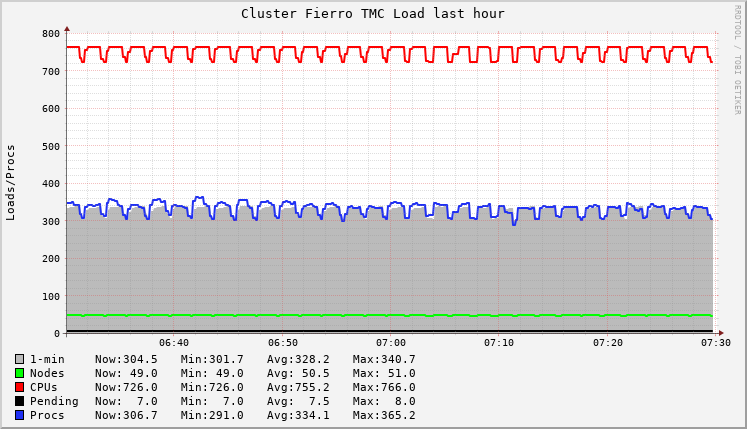 Cluster Fierro TMC Load last hour
RRDTOOL / TOBI OETIKER
Loads/Procs
800
700
600
500
400
300
200
100
0
06:40 06:50 07:00 07:10 07:20 07:30
1-min Now:304.5 Min:301.7 Avg:328.2 Max:340.7
Nodes Now: 49.0 Min: 49.0 Avg: 50.5 Max: 51.0
CPUs Now:726.0 Min:726.0 Avg:755.2 Max:766.0
Pending Now: 7.0 Min: 7.0 Avg: 7.5 Max: 8.0
Procs Now:306.7 Min:291.0 Avg:334.1 Max:365.2